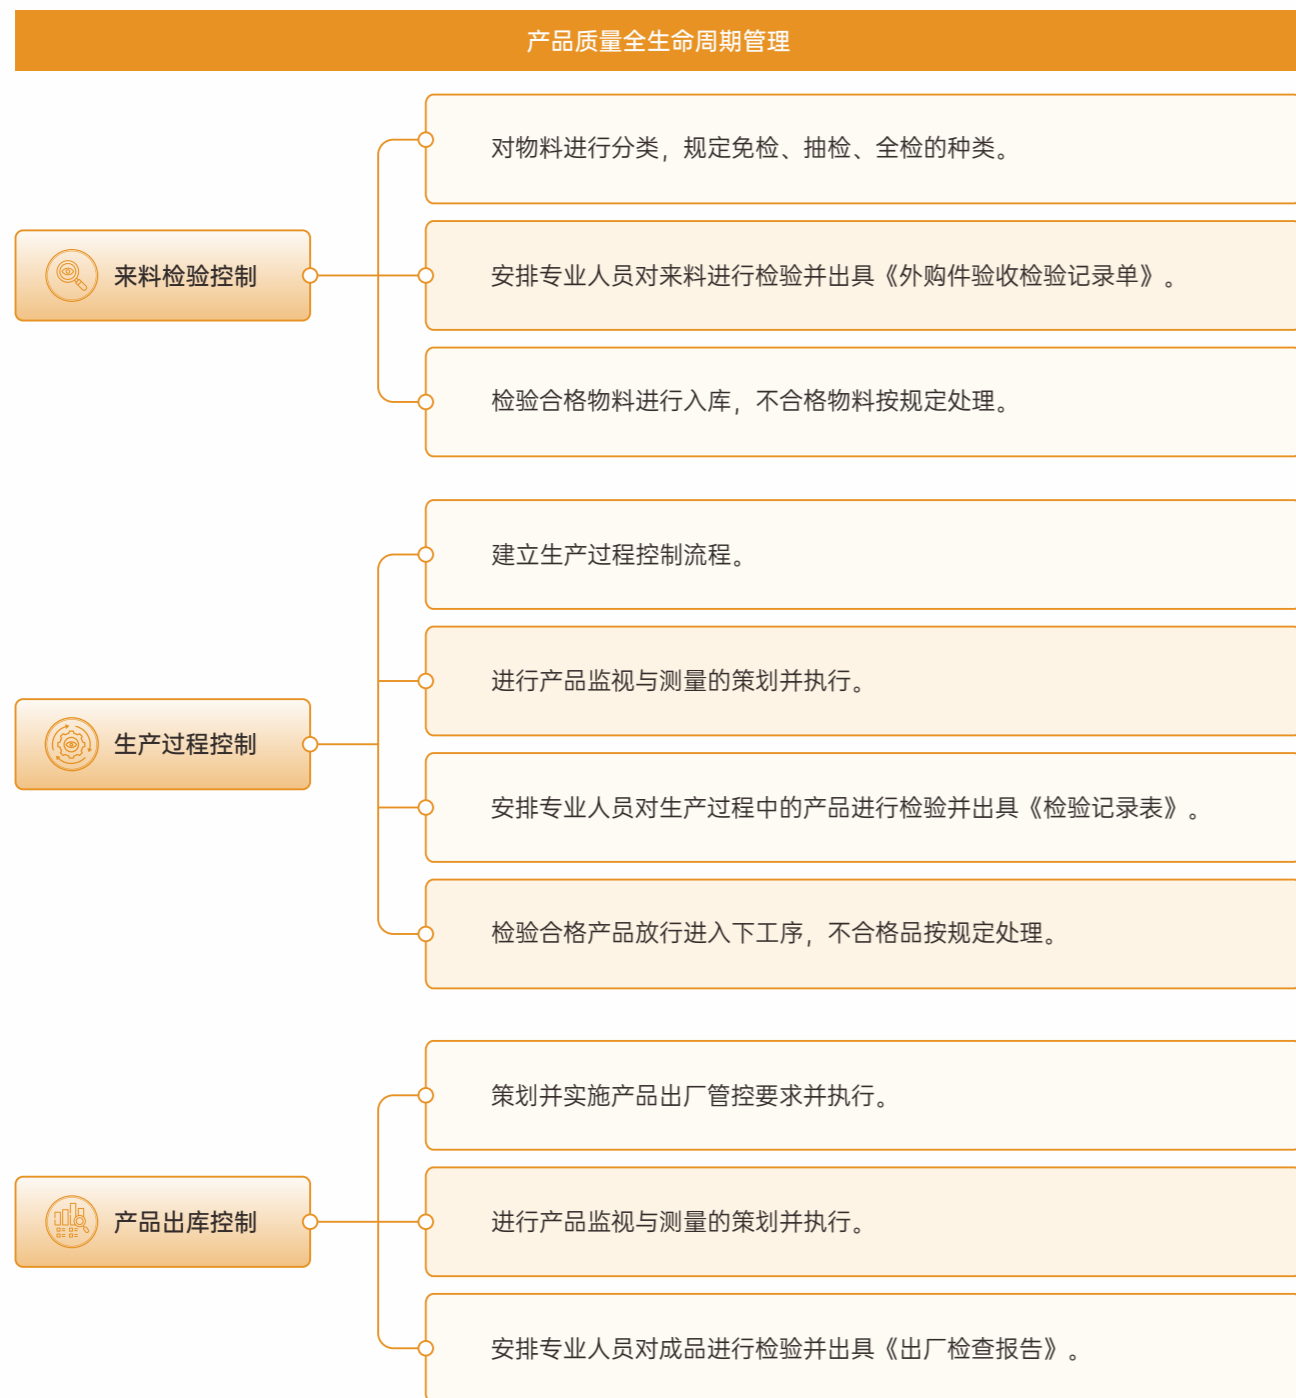 产品质量全生命周期管理
来料检验控制
对物料进行分类，规定免检、抽检、全检的种类。
安排专业人员对来料进行检验并出具《外购件验收检验记录单》。
检验合格物料进行入库，不合格物料按规定处理。
生产过程控制
建立生产过程控制流程。
进行产品监视与测量的策划并执行。
安排专业人员对生产过程中的产品进行检验并出具《检验记录表》。
检验合格产品放行进入下工序，不合格品按规定处理。
产品出库控制
策划并实施产品出厂管控要求并执行。
进行产品监视与测量的策划并执行。
安排专业人员对成品进行检验并出具《出厂检查报告》。